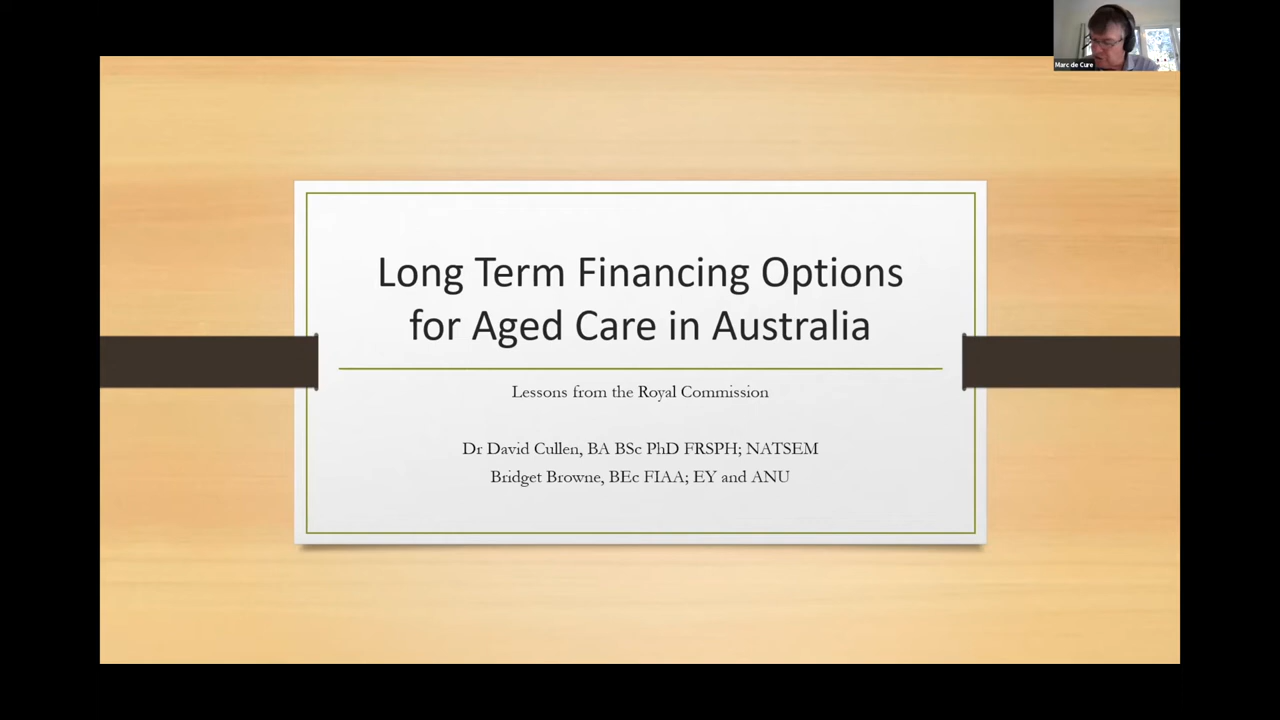 Marc de Cure
Long Term Financing Options
for Aged Care in Australia
Lessons from the Royal Commission
Dr David Cullen, BA BSc PhD FRSPH; NATSEM
Bridget Browne, BEc FIAA; EY and ANU